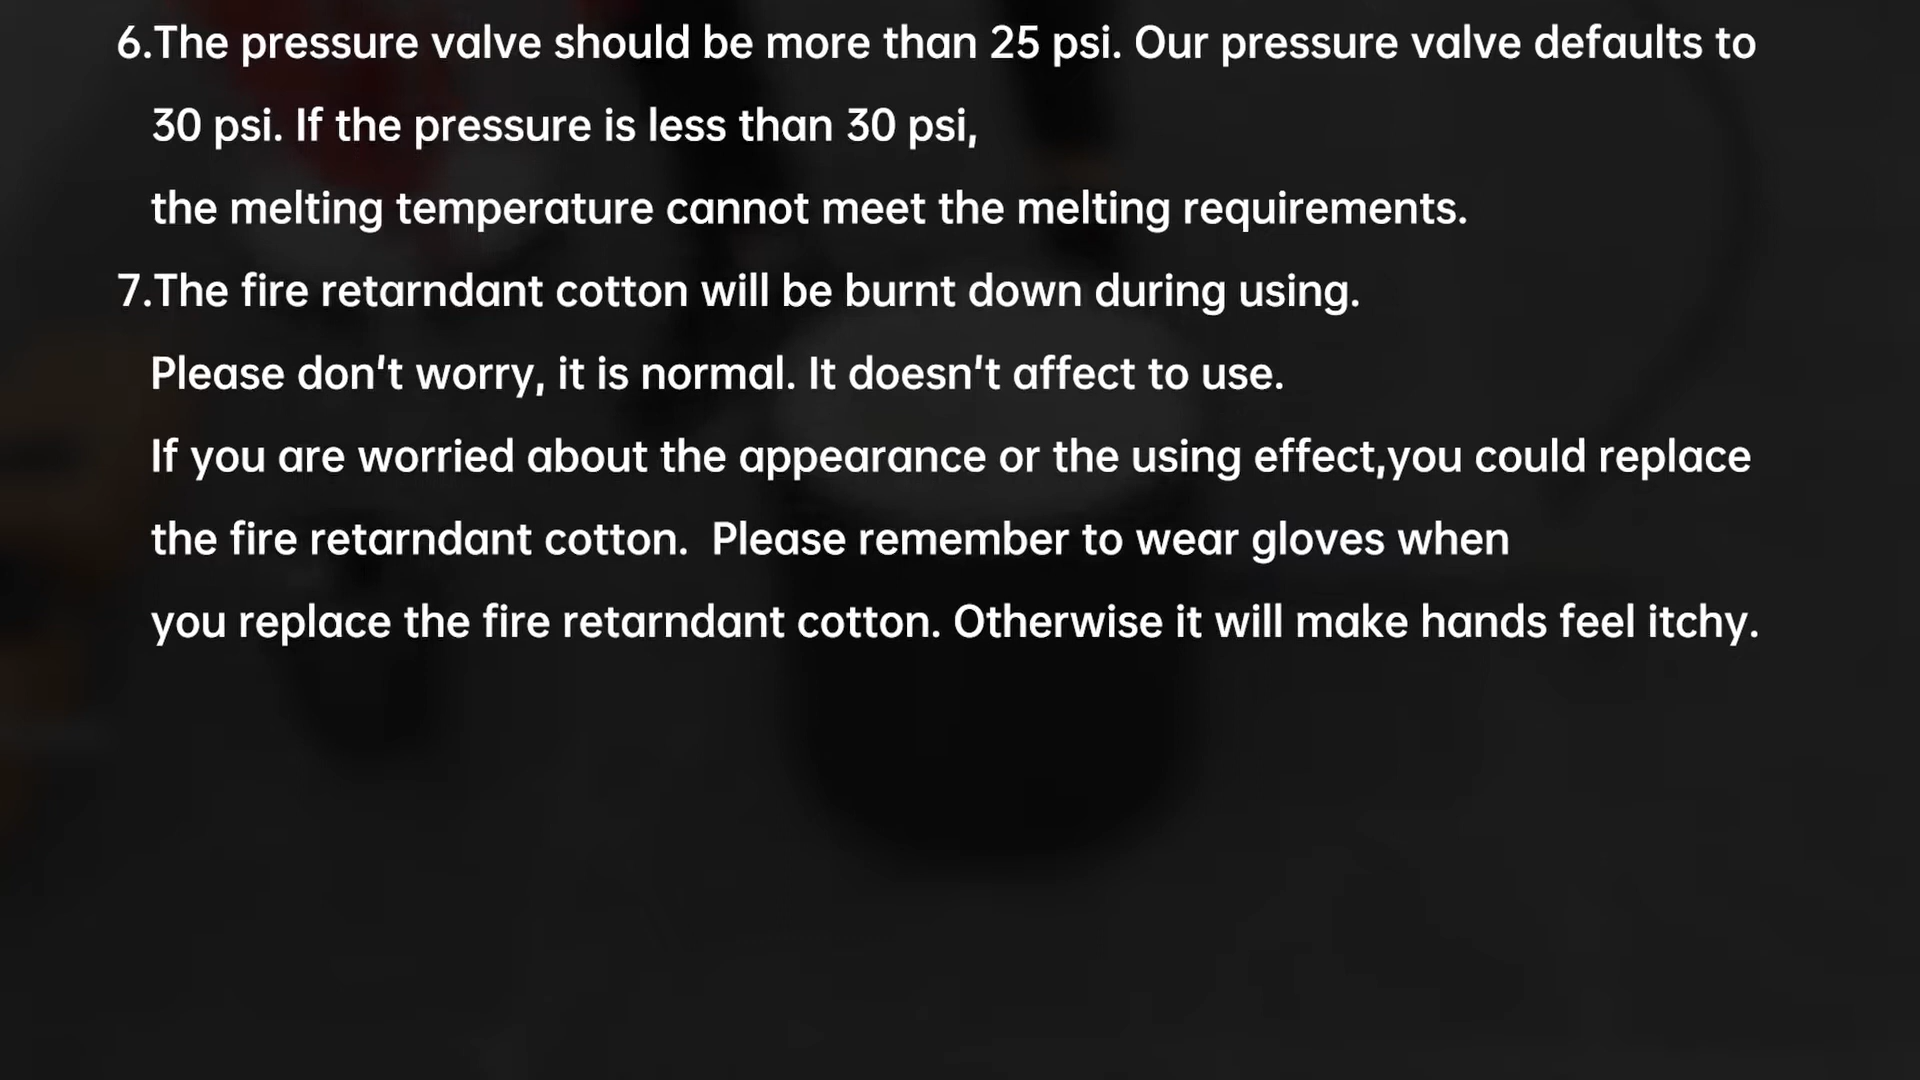 6.The pressure valve should be more than 25 psi. Our pressure valve defaults to
30 psi. If the pressure is less than 30 psi,
the melting temperature cannot meet the melting requirements.
7.The fire retarndant cotton will be burnt down during using.
Please don't worry, it is normal. It doesn't affect to use.
If you are worried about the appearance or the using effect,you could replace
the fire retarndant cotton.  Please remember to wear gloves when
you replace the fire retarndant cotton. Otherwise it will make hands feel itchy.